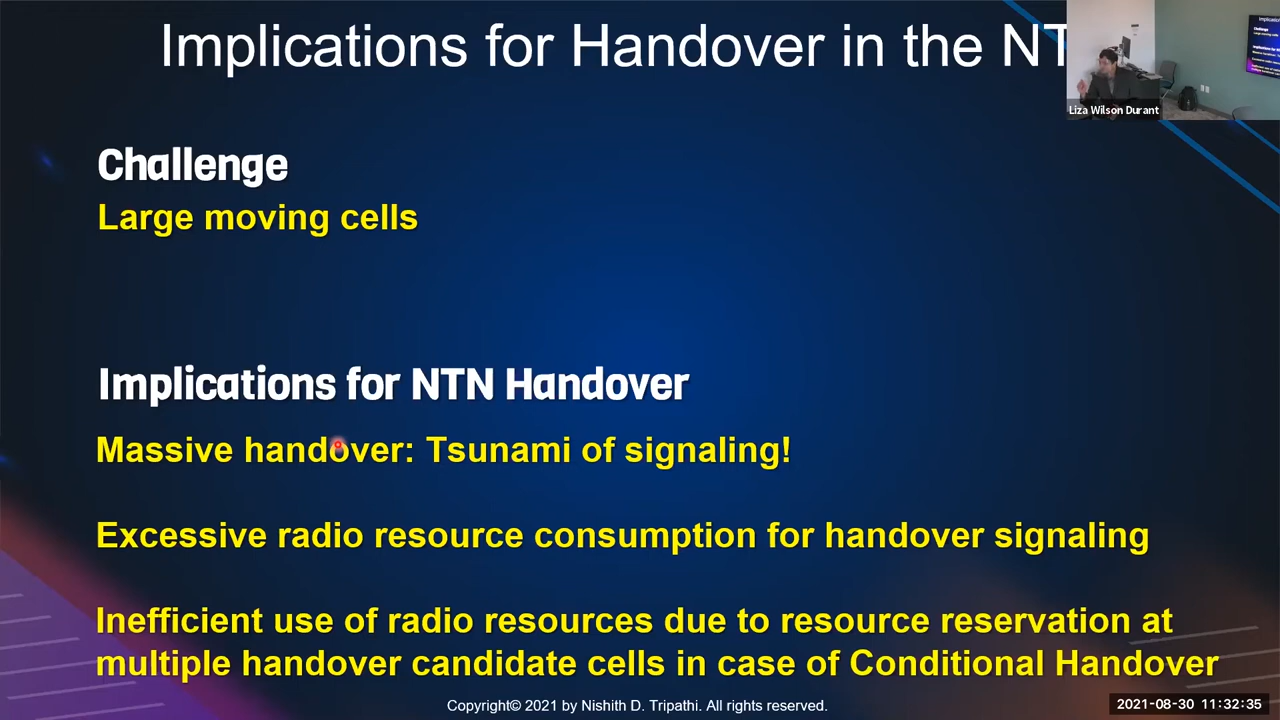 Implications for Handover in the NT
Liza Wilson Durant
Challenge
Large moving cells
Implications for NTN Handover
Massive handover: Tsunami of signaling!
Excessive radio resource consumption for handover signaling
Inefficient use of radio resources due to resource reservation at
multiple handover candidate cells in case of Conditional Handover
Copyright© 2021 by Nishith D. Tripathi. All rights reserved.
2021-08-30 11:32:35